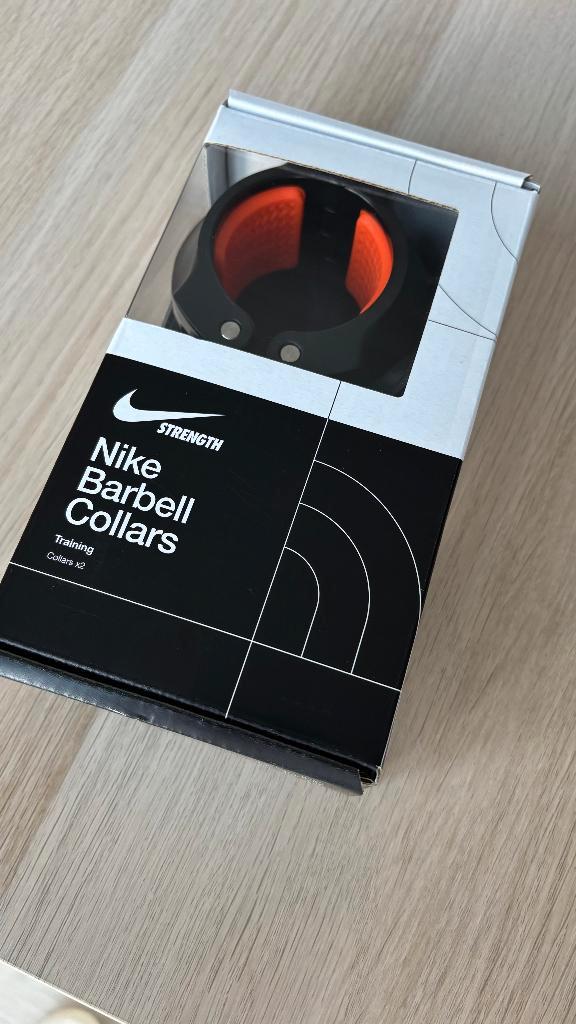 STRENGTH
Nike
Barbell
Collars
Training
Collars x2